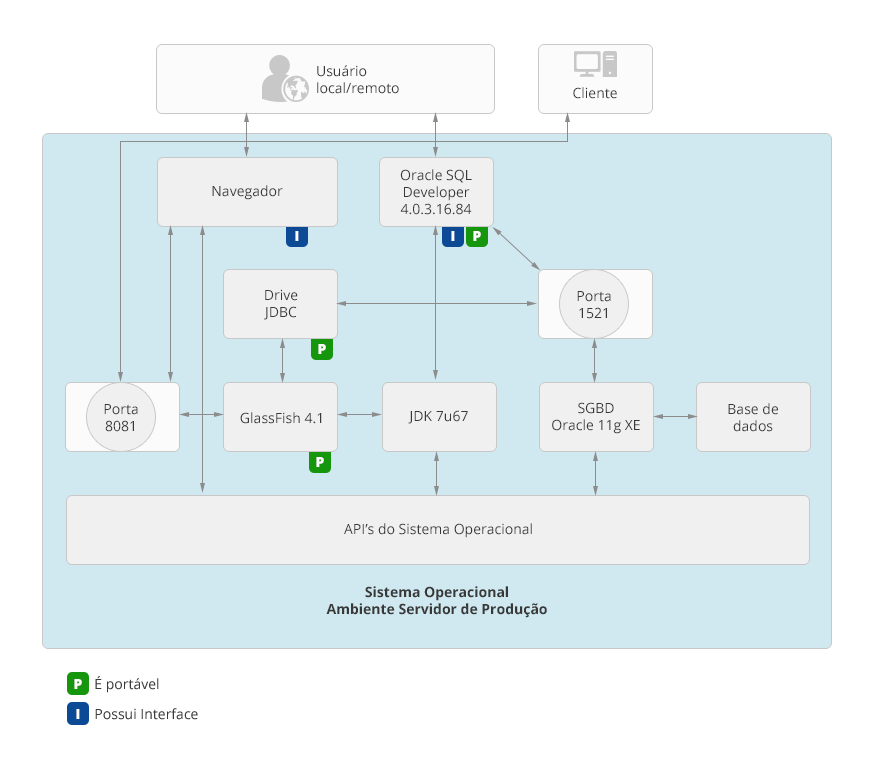 Usuário
local/remoto
Cliente
Navegador
Oracle SQL
Developer
4.0.3.16.84
I
I
P
Drive
JDBC
P
Porta
1521
Porta
8081
GlassFish 4.1
P
JDK 7u67
SGBD
Oracle 11g XE
Base de
dados
API's do Sistema Operacional
Sistema Operacional
Ambiente Servidor de Produção
P É portável
I Possui Interface